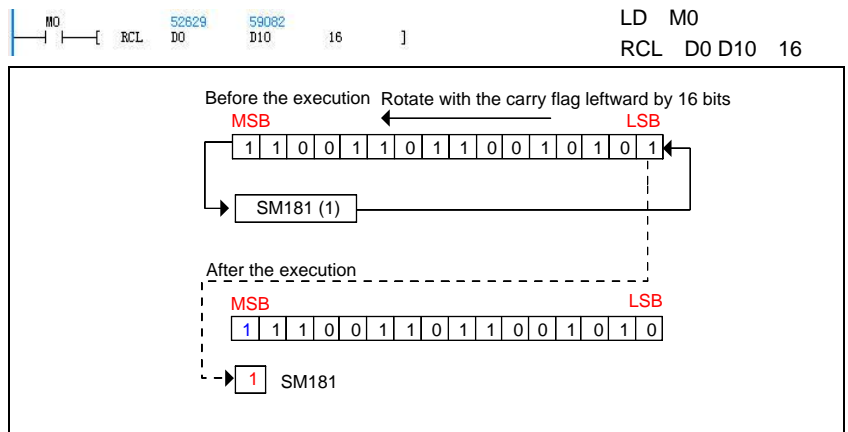 M0 52629 59082
RCL D0 D10 16
LD M0
RCL D0 D10 16
Before the execution Rotate with the carry flag leftward by 16 bits
MSB LSB
1 1 0 0 1 1 0 1 1 0 0 1 0 1 0 1
SM181 (1)
After the execution
MSB LSB
1 1 1 0 0 1 1 0 1 1 0 0 1 0 1 0
1 SM181